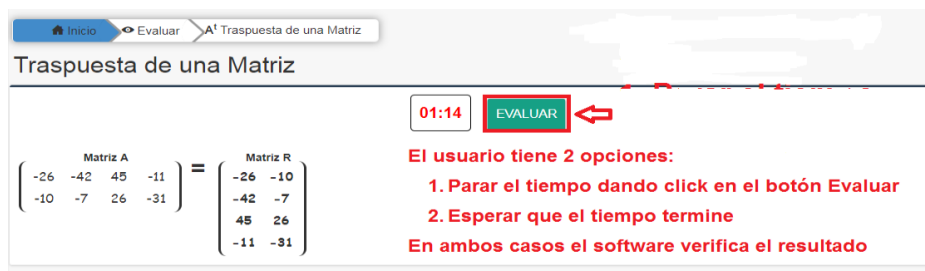 Inicio Evaluar Aᵗ Traspuesta de una Matriz
Traspuesta de una Matriz
01:14 EVALUAR
Matriz A = Matriz R
-26 -42 45 -11
-10 -7 26 -31
-26 -10
-42 -7
45 26
-11 -31
El usuario tiene 2 opciones:
1. Parar el tiempo dando click en el botón Evaluar
2. Esperar que el tiempo termine
En ambos casos el software verifica el resultado